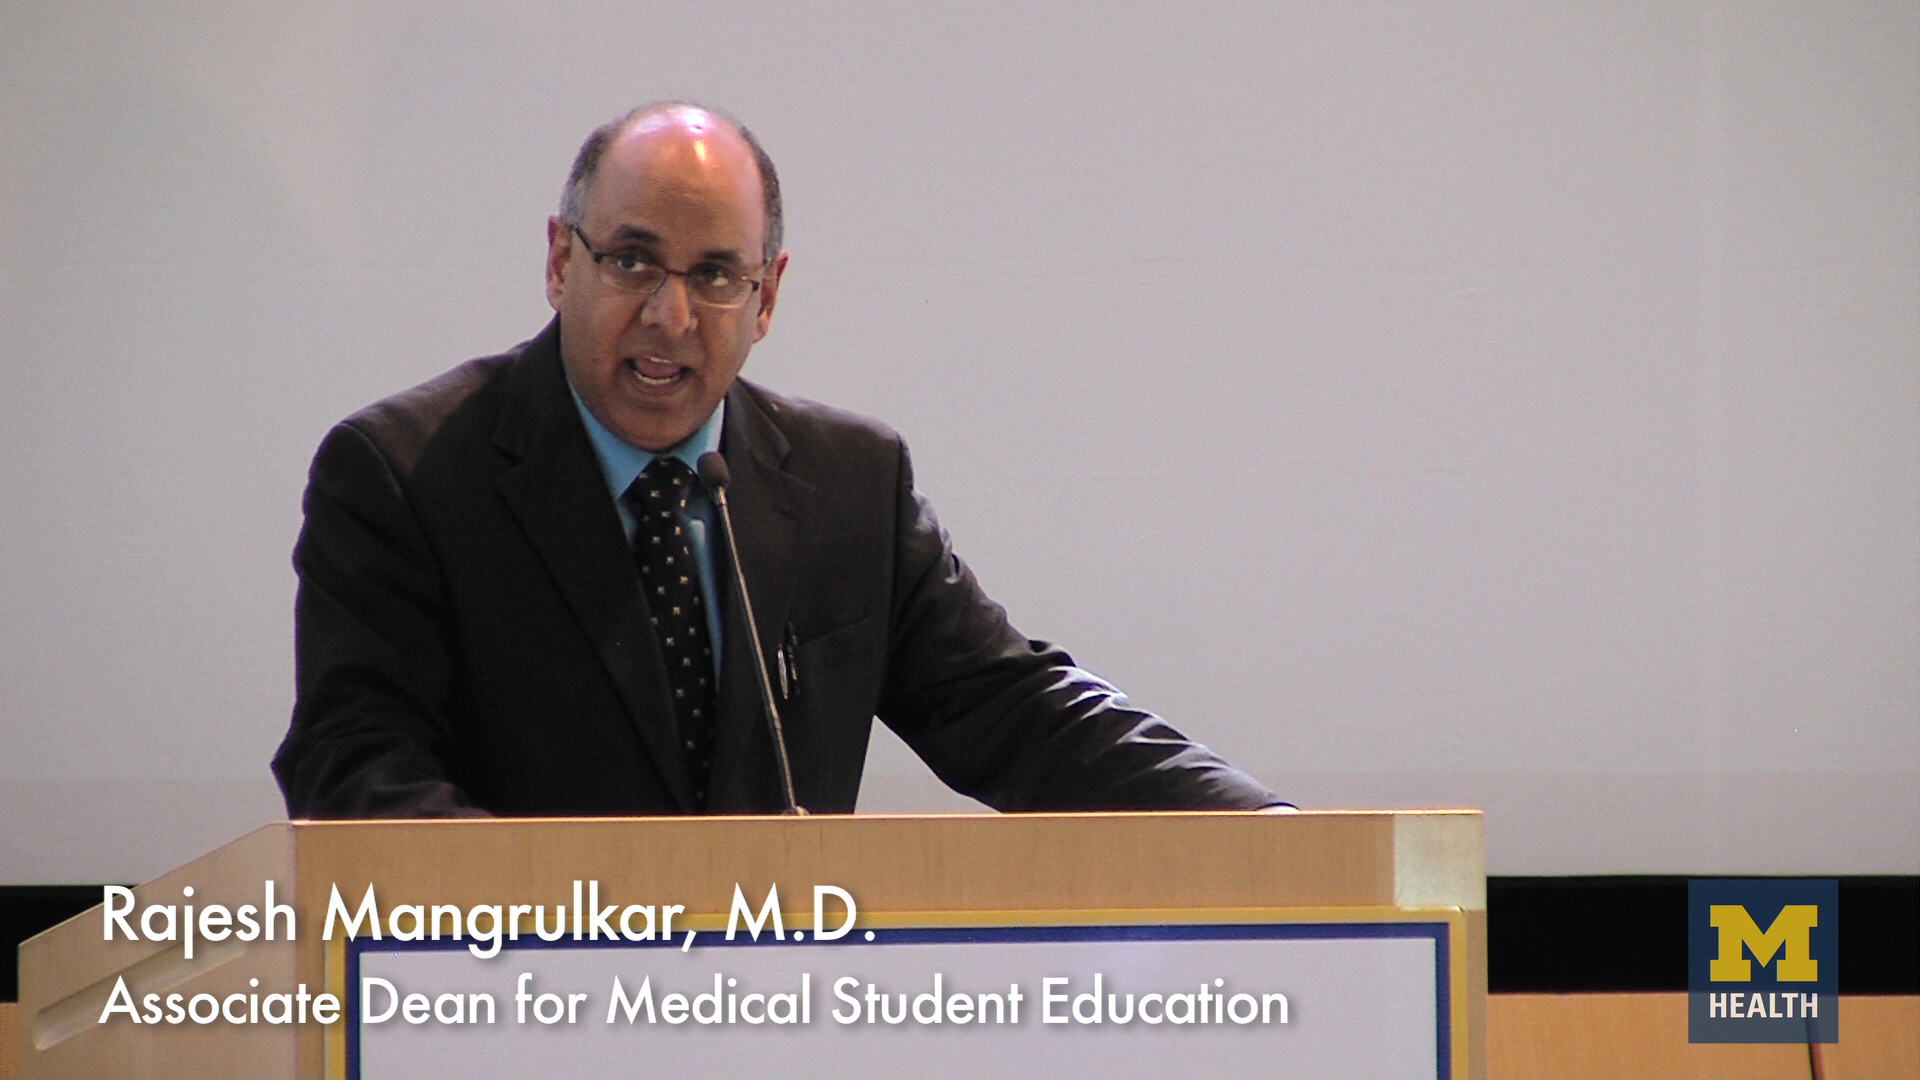 Rajesh Mangrulkar, M.D.
Associate Dean for Medical Student Education
M
HEALTH